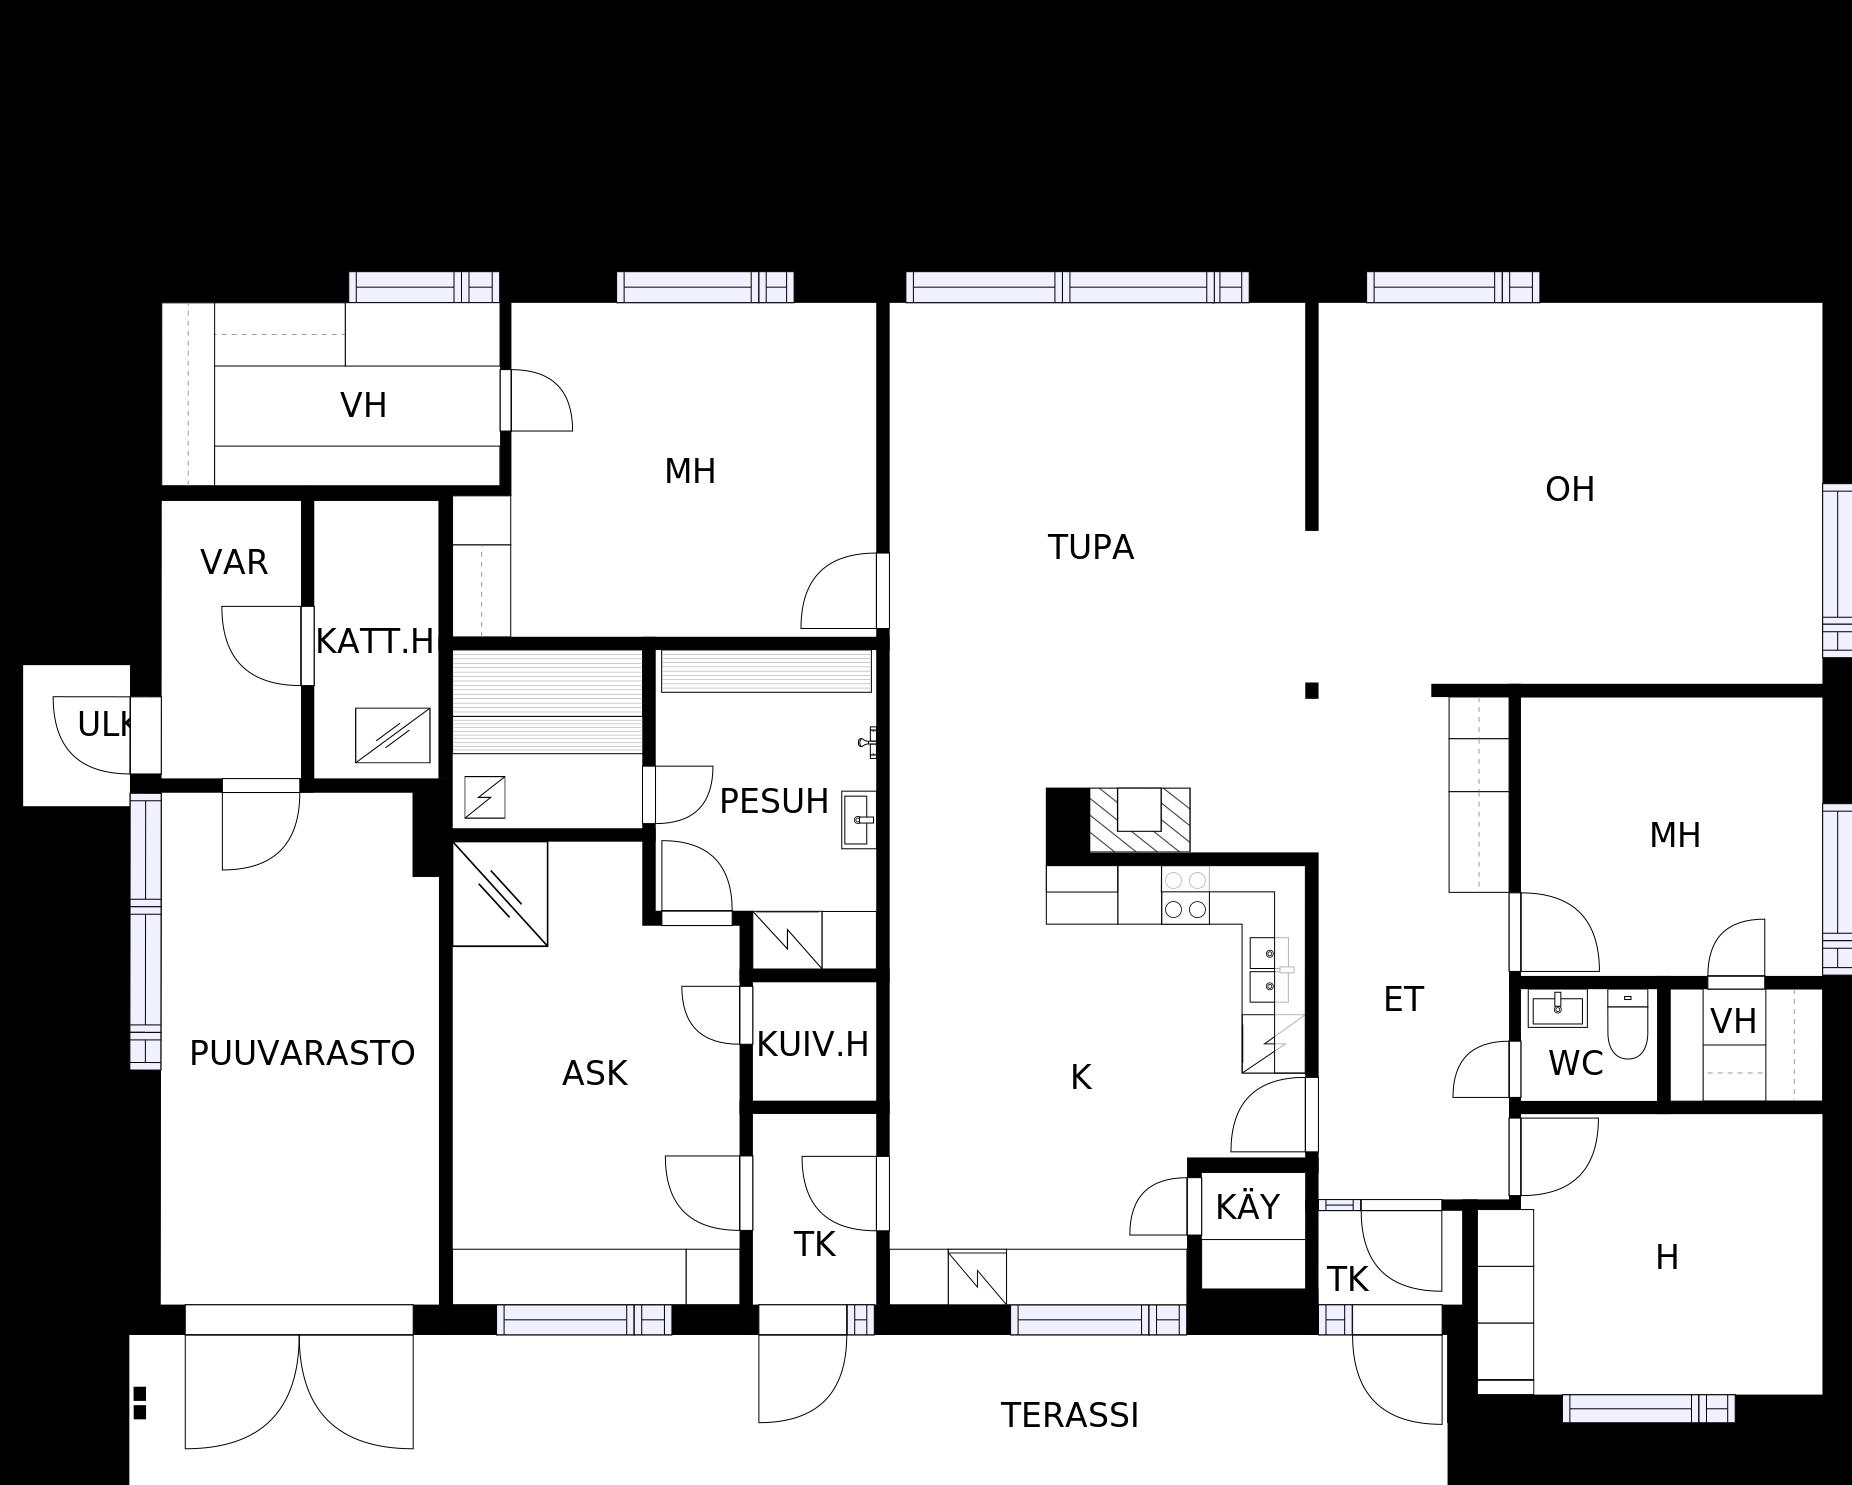 VH
MH
OH
TUPA
VAR
KATT.H
ULK
PESUH
MH
ET
VH
WC
PUUVARASTO
ASK
KUIV.H
K
KÄY
TK
TK
H
TERASSI